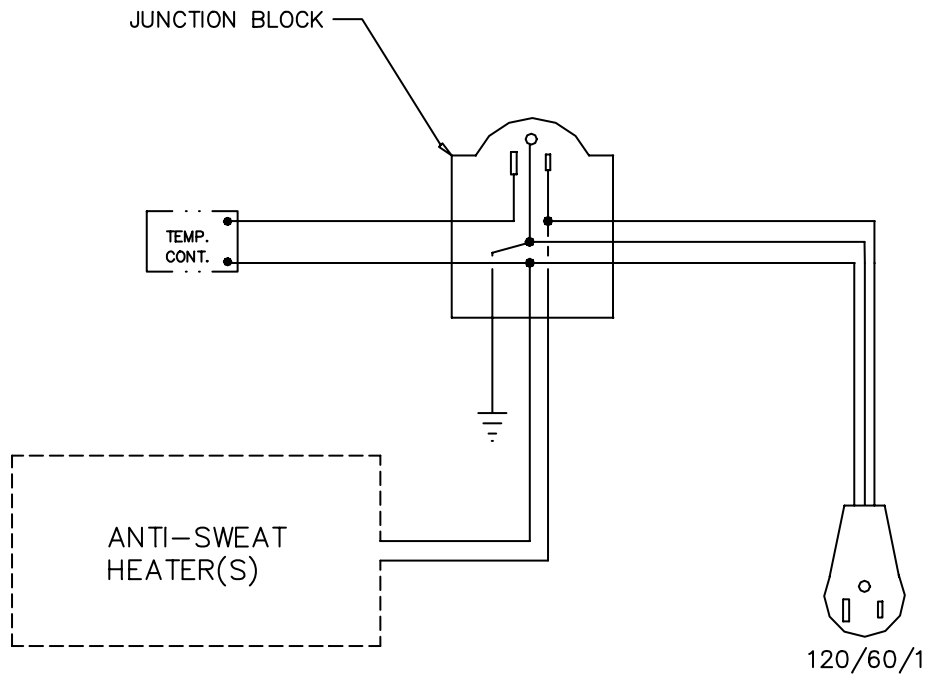 JUNCTION BLOCK
TEMP.
CONT.
ANTI-SWEAT
HEATER(S)
120/60/1